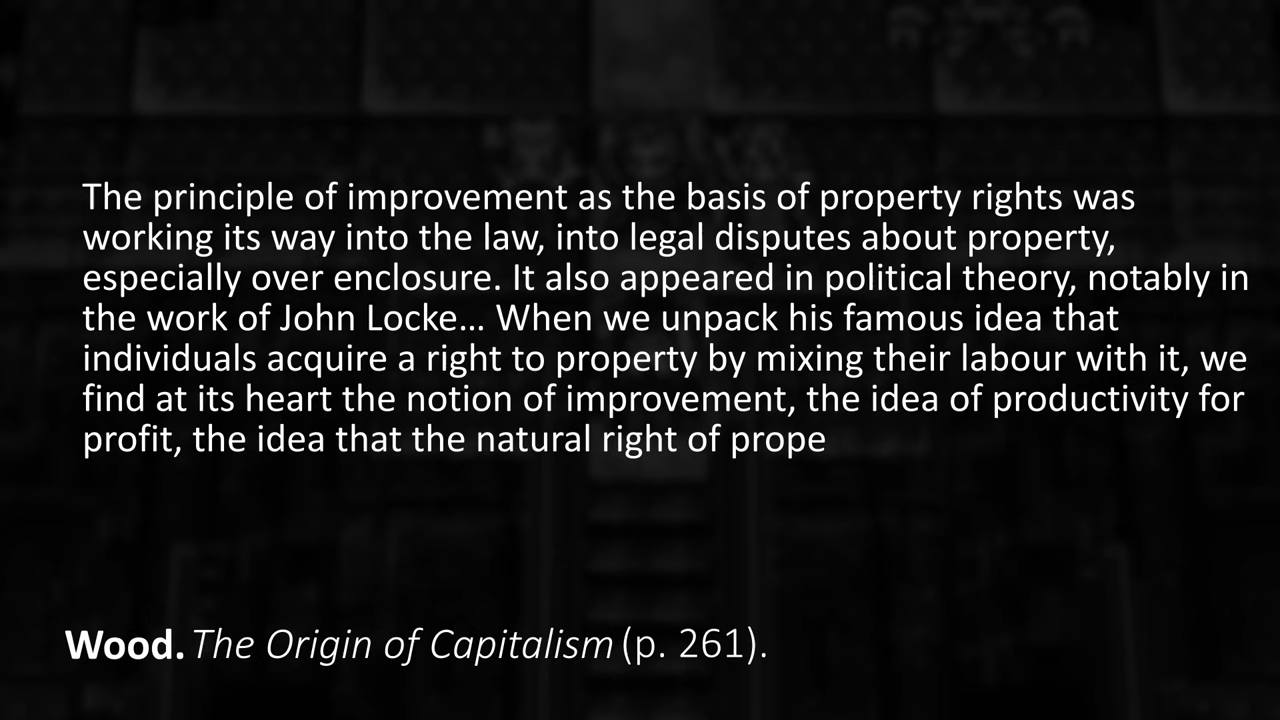 The principle of improvement as the basis of property rights was
working its way into the law, into legal disputes about property,
especially over enclosure. It also appeared in political theory, notably in
the work of John Locke... When we unpack his famous idea that
individuals acquire a right to property by mixing their labour with it, we
find at its heart the notion of improvement, the idea of productivity for
profit, the idea that the natural right of prope
Wood. The Origin of Capitalism (p. 261).